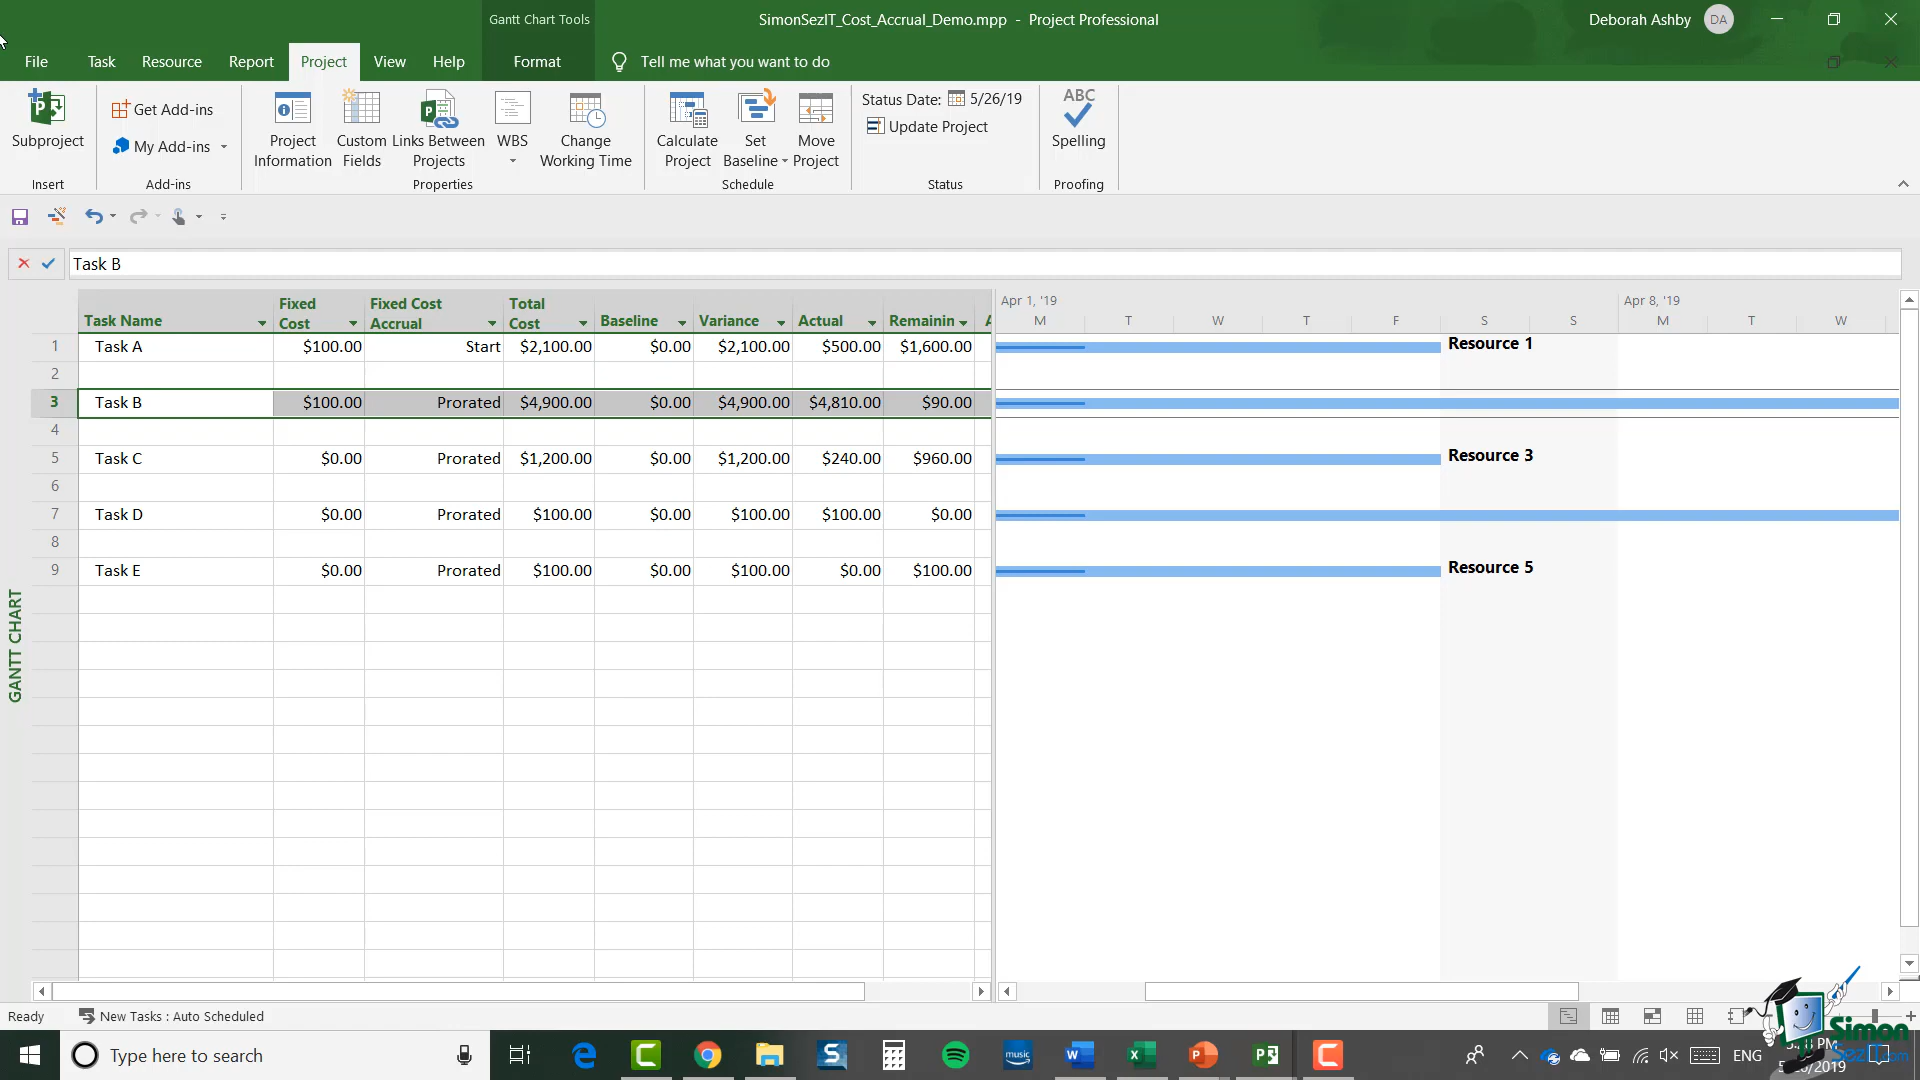 Gantt Chart Tools
SimonSezIT_Cost_Accrual_Demo.mpp - Project Professional
Deborah Ashby DA
File Task Resource Report Project View Help Format Tell me what you want to do
Subproject
Insert
Get Add-ins
My Add-ins
Add-ins
Project Information
Custom Fields
Links Between Projects
WBS
Change Working Time
Properties
Calculate Project
Set Baseline
Move Project
Schedule
Status Date: 5/26/19
Update Project
Status
ABC
Spelling
Proofing
Task B
Task Name Fixed Cost Fixed Cost Accrual Total Cost Baseline Variance Actual Remainin A
Apr 1, '19 Apr 8, '19
M T W T F S S M T W
1 Task A $100.00 Start $2,100.00 $0.00 $2,100.00 $500.00 $1,600.00 Resource 1
2
3 Task B $100.00 Prorated $4,900.00 $0.00 $4,900.00 $4,810.00 $90.00
4
5 Task C $0.00 Prorated $1,200.00 $0.00 $1,200.00 $240.00 $960.00 Resource 3
6
7 Task D $0.00 Prorated $100.00 $0.00 $100.00 $100.00 $0.00
8
9 Task E $0.00 Prorated $100.00 $0.00 $100.00 $0.00 $100.00 Resource 5
GANTT CHART
Ready New Tasks : Auto Scheduled
Type here to search
music
ENG
PM
/2019
Simon
SezIT.com